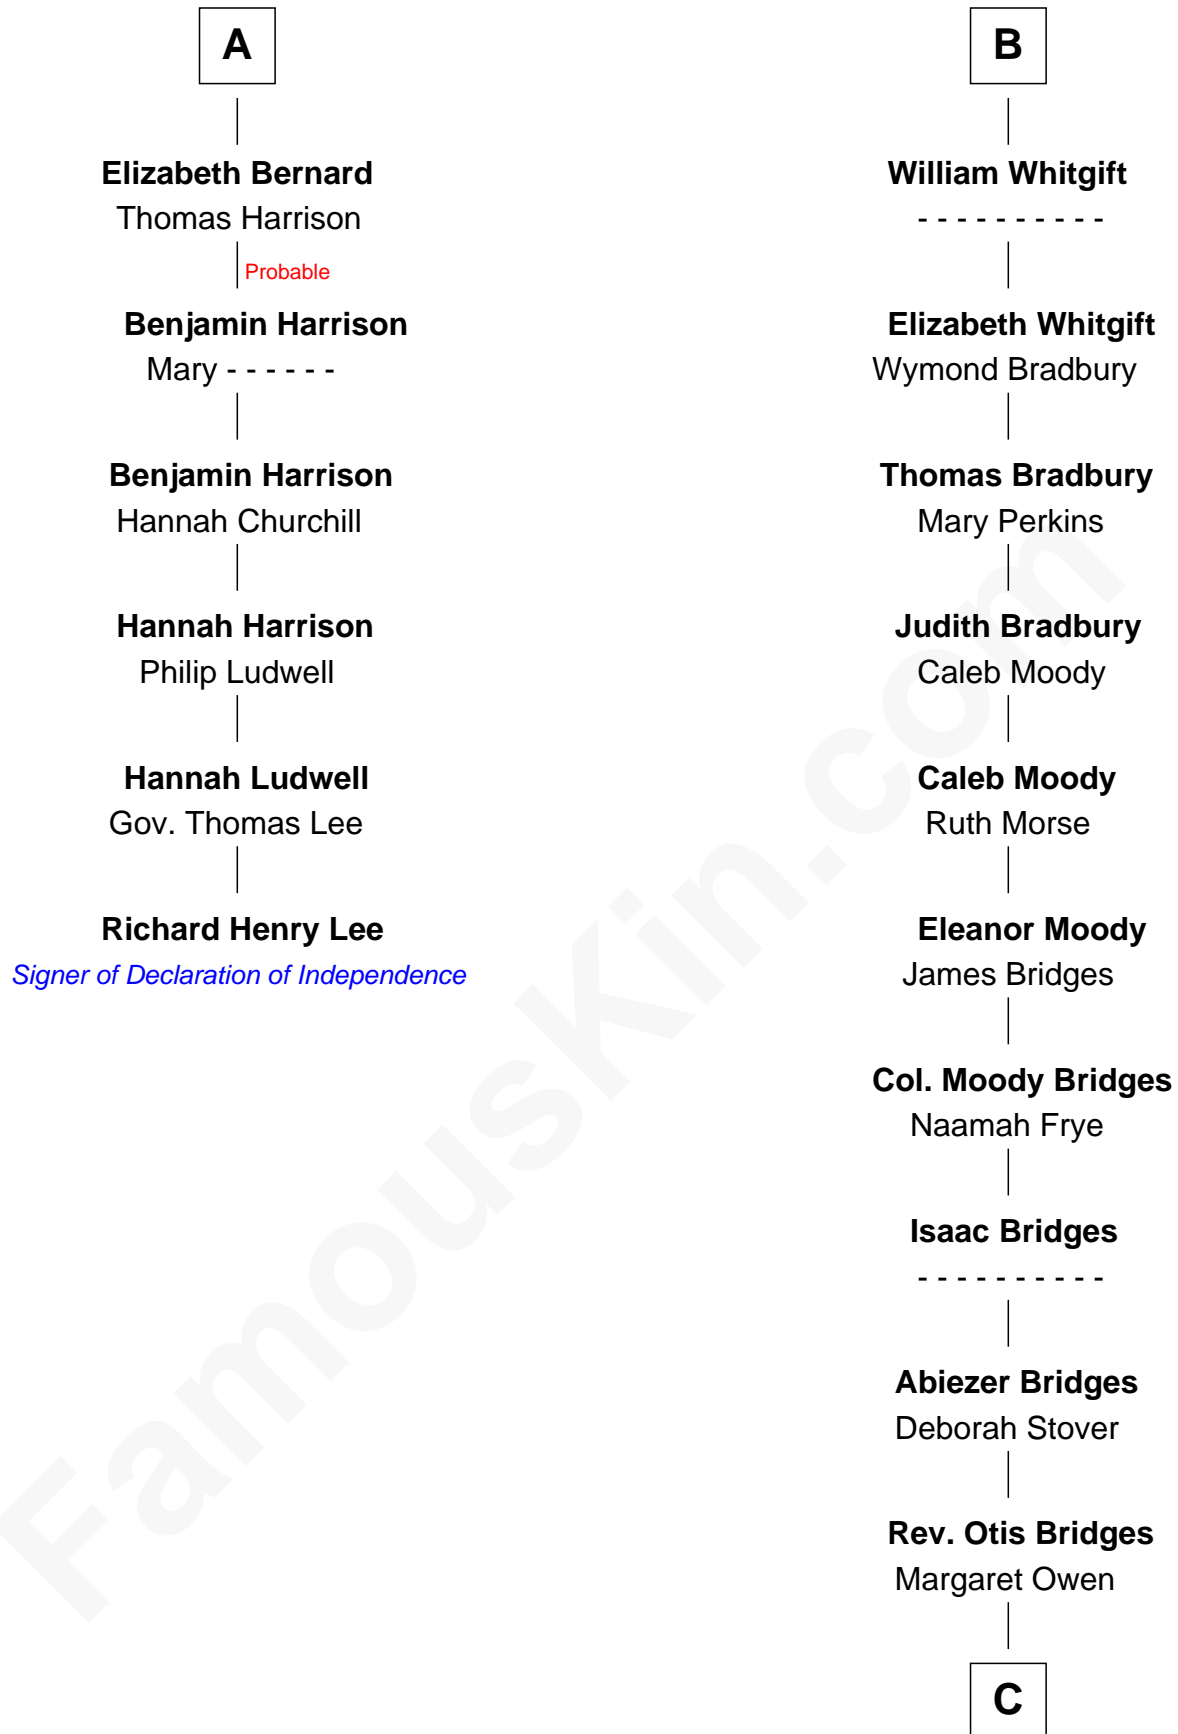 A
Elizabeth Bernard
Thomas Harrison
Probable
Benjamin Harrison
Mary - - - - - -
Benjamin Harrison
Hannah Churchill
Hannah Harrison
Philip Ludwell
Hannah Ludwell
Gov. Thomas Lee
Richard Henry Lee
Signer of Declaration of Independence
B
William Whitgift
- - - - - - - - - -
Elizabeth Whitgift
Wymond Bradbury
Thomas Bradbury
Mary Perkins
Judith Bradbury
Caleb Moody
Caleb Moody
Ruth Morse
Eleanor Moody
James Bridges
Col. Moody Bridges
Naamah Frye
Isaac Bridges
- - - - - - - - - -
Abiezer Bridges
Deborah Stover
Rev. Otis Bridges
Margaret Owen
C
FamousKin.com